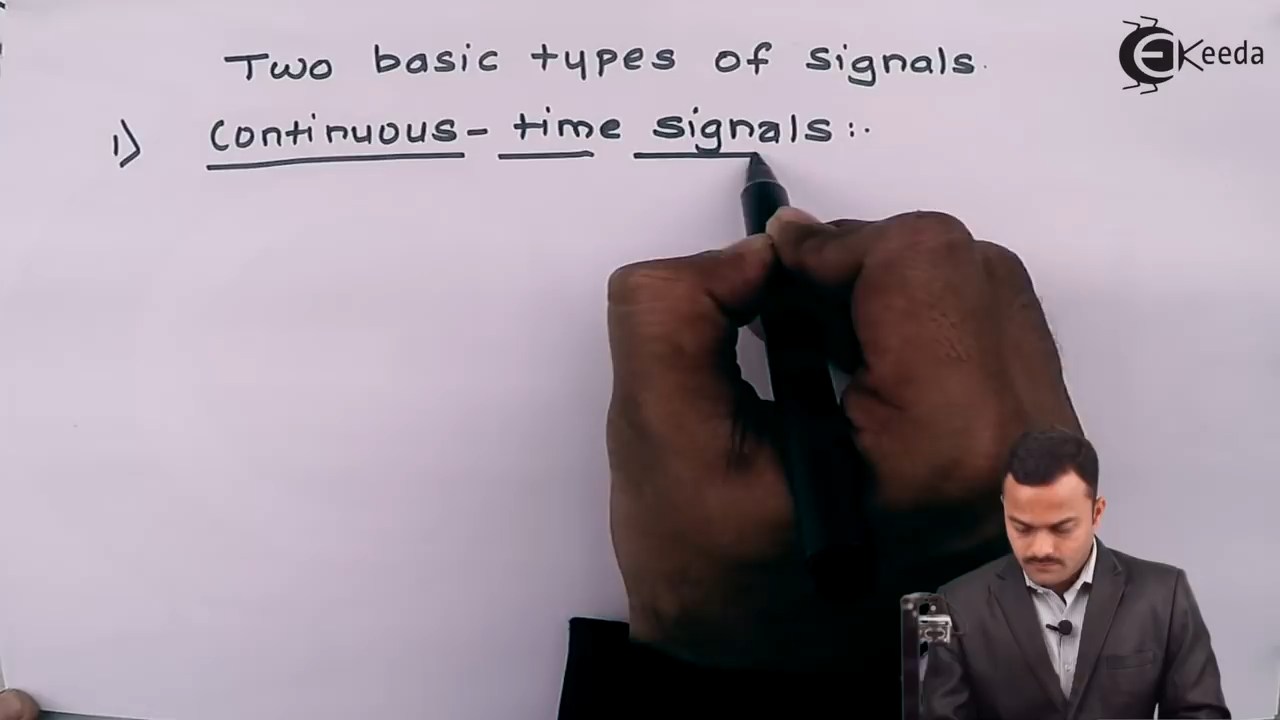 Two basic types of signals.
1) Continuous - time signals :-
Ekeeda